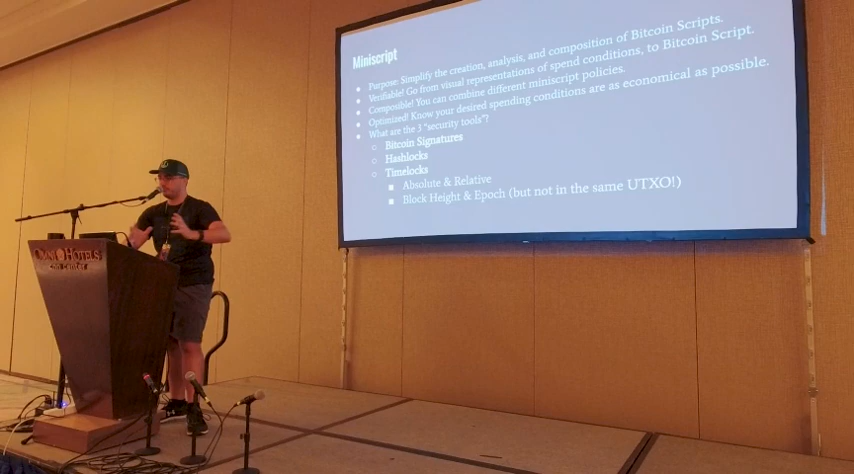 Miniscript
● Purpose: Simplify the creation, analysis, and composition of Bitcoin Scripts.
● Verifiable! Go from visual representations of spend conditions, to Bitcoin Script.
● Composible! You can combine different miniscript policies.
● Optimized! Know your desired spending conditions are as economical as possible.
● What are the 3 "security tools"?
○ Bitcoin Signatures
○ Hashlocks
○ Timelocks
■ Absolute & Relative
■ Block Height & Epoch (but not in the same UTXO!)
OMNI HOTELS